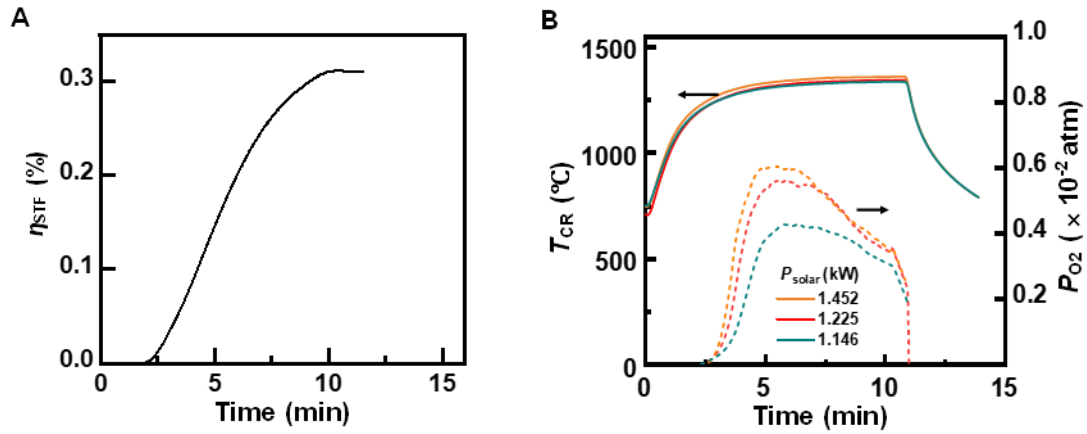 A
η_STF (%)
0.3
0.2
0.1
0.0
0 5 10 15
Time (min)
B
T_CR (ºC)
1500
1000
500
0
1.0
0.8
0.6
0.4
0.2
P_O2 ( × 10⁻² atm)
P_solar (kW)
1.452
1.225
1.146
0 5 10 15
Time (min)